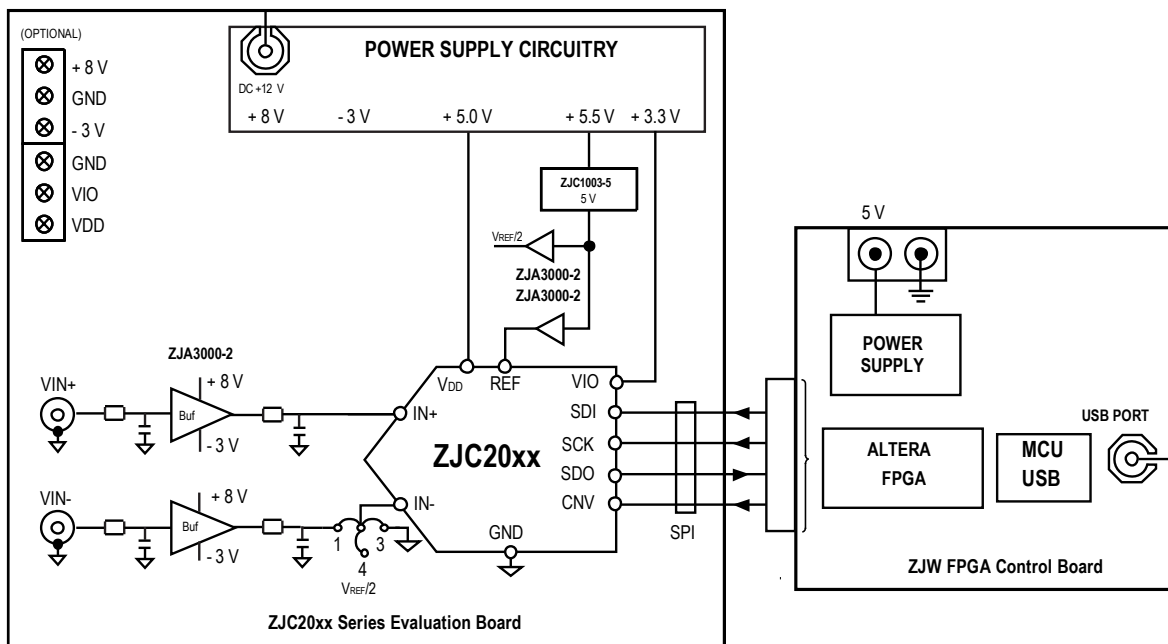 (OPTIONAL)
+ 8 V
GND
- 3 V
GND
VIO
VDD
POWER SUPPLY CIRCUITRY
DC +12 V
+ 8 V
- 3 V
+ 5.0 V
+ 5.5 V
+ 3.3 V
ZJC1003-5
5 V
VREF/2
ZJA3000-2
ZJA3000-2
ZJA3000-2
VIN+
+ 8 V
Buf
- 3 V
VIN-
+ 8 V
Buf
- 3 V
1
3
4
VREF/2
VDD
REF
VIO
IN+
SDI
SCK
ZJC20xx
SDO
IN-
CNV
GND
SPI
ZJC20xx Series Evaluation Board
5 V
POWER
SUPPLY
USB PORT
ALTERA
FPGA
MCU
USB
ZJW FPGA Control Board